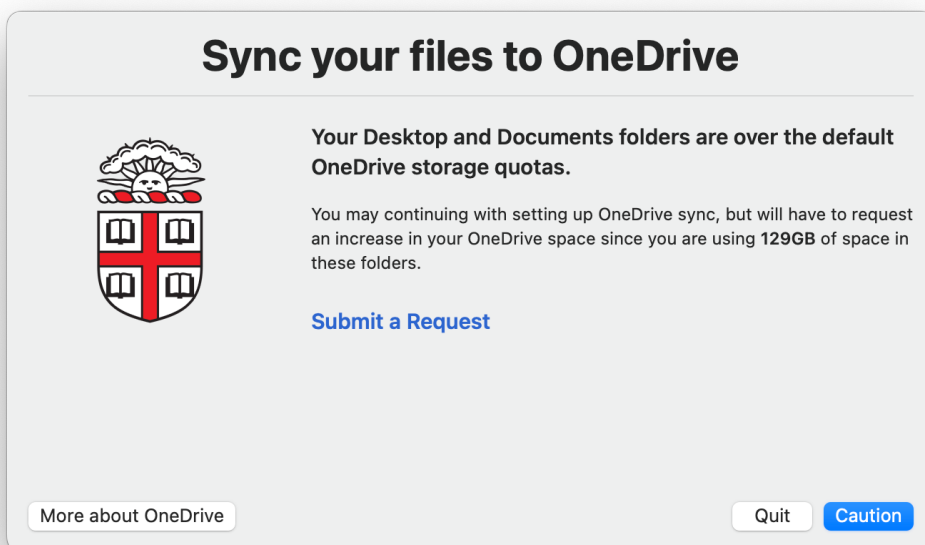 Sync your files to OneDrive
Your Desktop and Documents folders are over the default
OneDrive storage quotas.
You may continuing with setting up OneDrive sync, but will have to request
an increase in your OneDrive space since you are using 129GB of space in
these folders.
Submit a Request
More about OneDrive
Quit
Caution